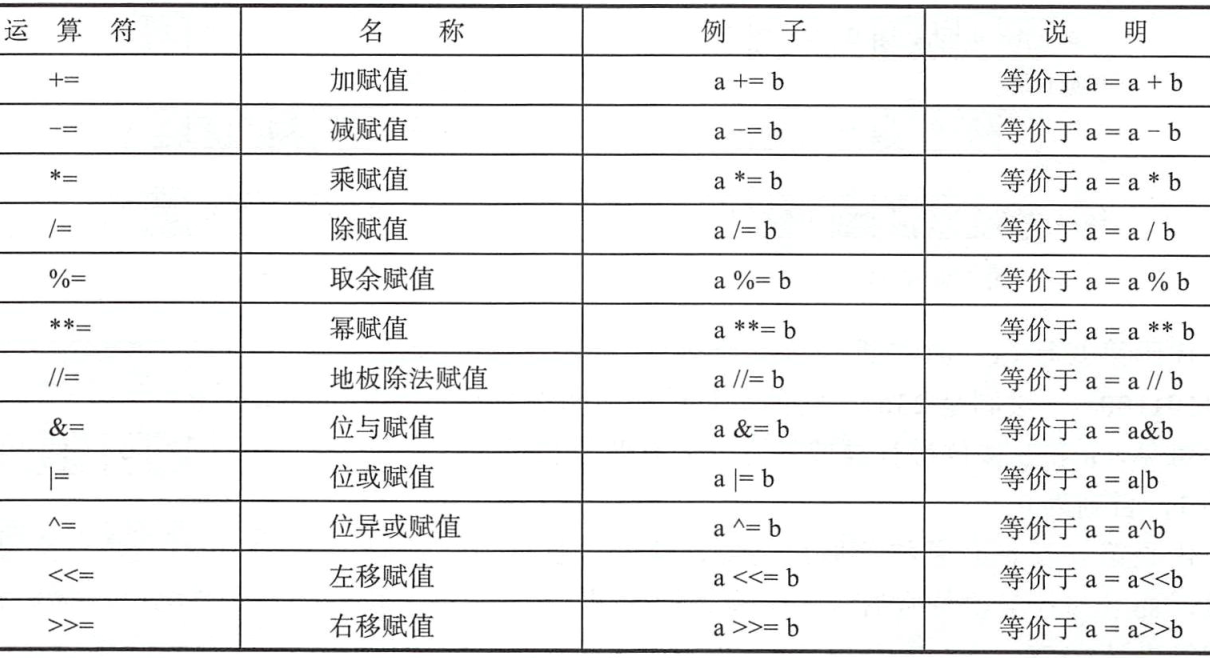 运 算 符 名 称 例 子 说 明
+= 加赋值 a += b 等价于 a = a + b
-= 减赋值 a -= b 等价于 a = a - b
*= 乘赋值 a *= b 等价于 a = a * b
/= 除赋值 a /= b 等价于 a = a / b
%= 取余赋值 a %= b 等价于 a = a % b
**= 幂赋值 a **= b 等价于 a = a ** b
//= 地板除法赋值 a //= b 等价于 a = a // b
&= 位与赋值 a &= b 等价于 a = a&b
|= 位或赋值 a |= b 等价于 a = a|b
^= 位异或赋值 a ^= b 等价于 a = a^b
<<= 左移赋值 a <<= b 等价于 a = a<<b
>>= 右移赋值 a >>= b 等价于 a = a>>b